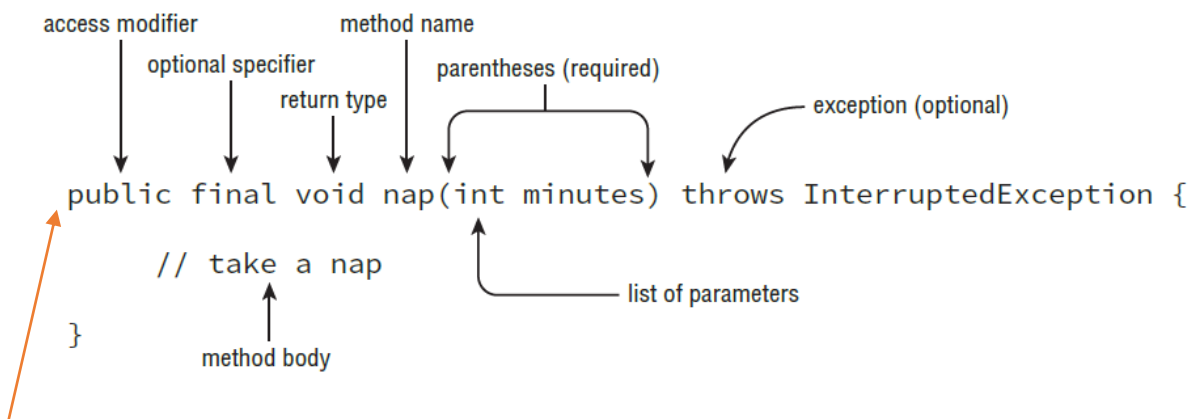 access modifier
method name
optional specifier
parentheses (required)
return type
exception (optional)
public final void nap(int minutes) throws InterruptedException {
// take a nap
list of parameters
}
method body